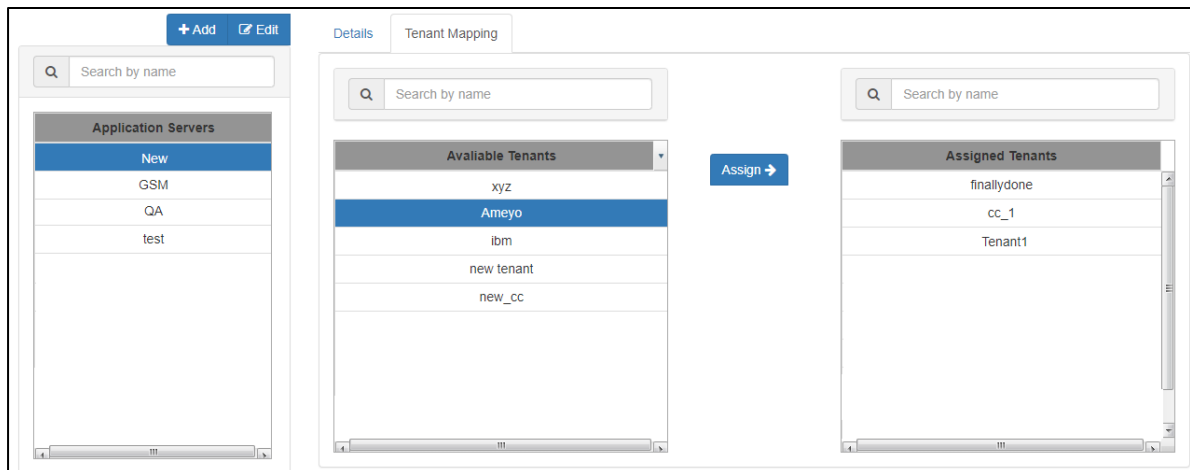 Add Edit
Search by name
Application Servers
New
GSM
QA
test
Details Tenant Mapping
Search by name
Avaliable Tenants
xyz
Ameyo
ibm
new tenant
new_cc
Assign
Search by name
Assigned Tenants
finallydone
cc_1
Tenant1